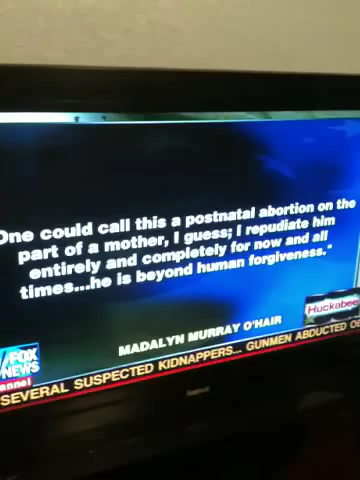 One could call this a postnatal abortion on the
part of a mother, I guess; I repudiate him
entirely and completely for now and all
times...he is beyond human forgiveness."
MADALYN MURRAY O'HAIR
Huckabee
FOX
NEWS
annel
SEVERAL SUSPECTED KIDNAPPERS... GUNMEN ABDUCTED